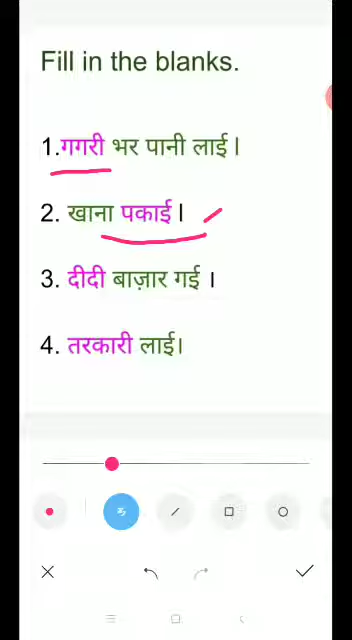 Fill in the blanks.
1.गगरी भर पानी लाई।
2. खाना पकाई।
3. दीदी बाज़ार गई ।
4. तरकारी लाई।